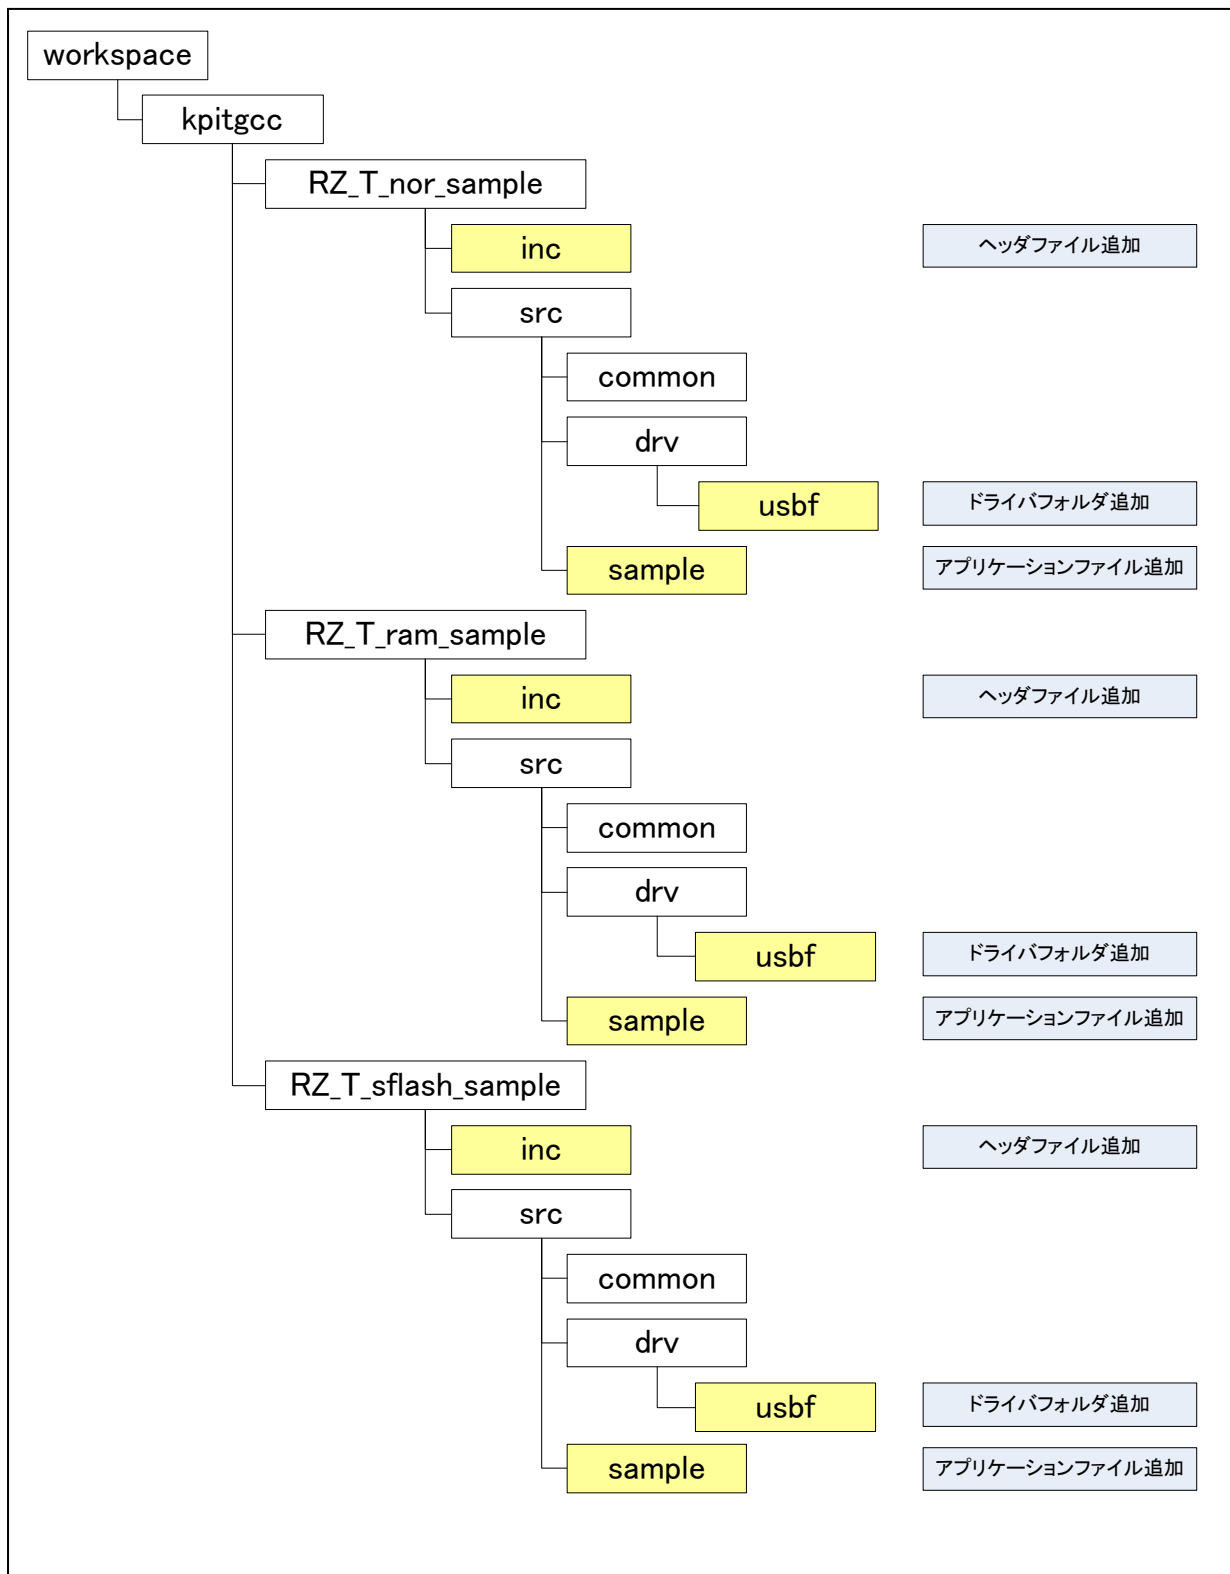 workspace
kpitgcc
RZ_T_nor_sample
inc
ヘッダファイル追加
src
common
drv
usbf
ドライバフォルダ追加
sample
アプリケーションファイル追加
RZ_T_ram_sample
inc
ヘッダファイル追加
src
common
drv
usbf
ドライバフォルダ追加
sample
アプリケーションファイル追加
RZ_T_sflash_sample
inc
ヘッダファイル追加
src
common
drv
usbf
ドライバフォルダ追加
sample
アプリケーションファイル追加